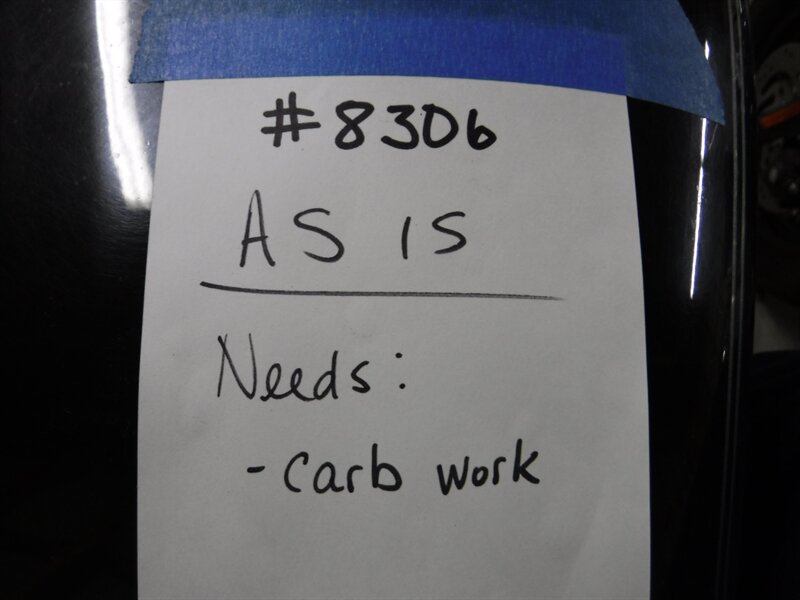 #8306
AS IS
Needs:
- Carb work